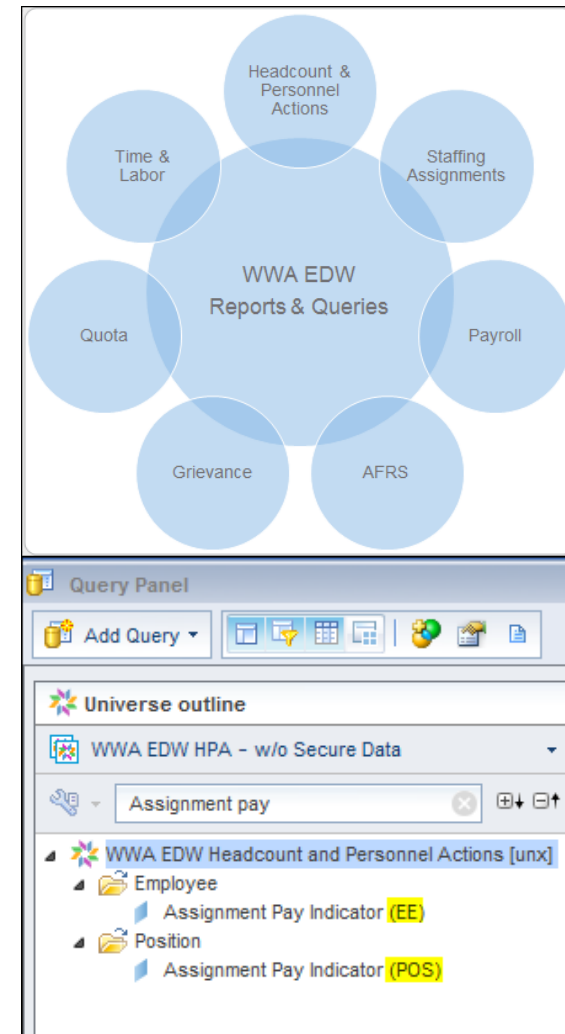 Headcount &
Personnel
Actions
Time &
Labor
Staffing
Assignments
WWA EDW
Reports & Queries
Quota
Payroll
Grievance
AFRS
Query Panel
Add Query
Universe outline
WWA EDW HPA - w/o Secure Data
Assignment pay
WWA EDW Headcount and Personnel Actions [unx]
Employee
Assignment Pay Indicator (EE)
Position
Assignment Pay Indicator (POS)